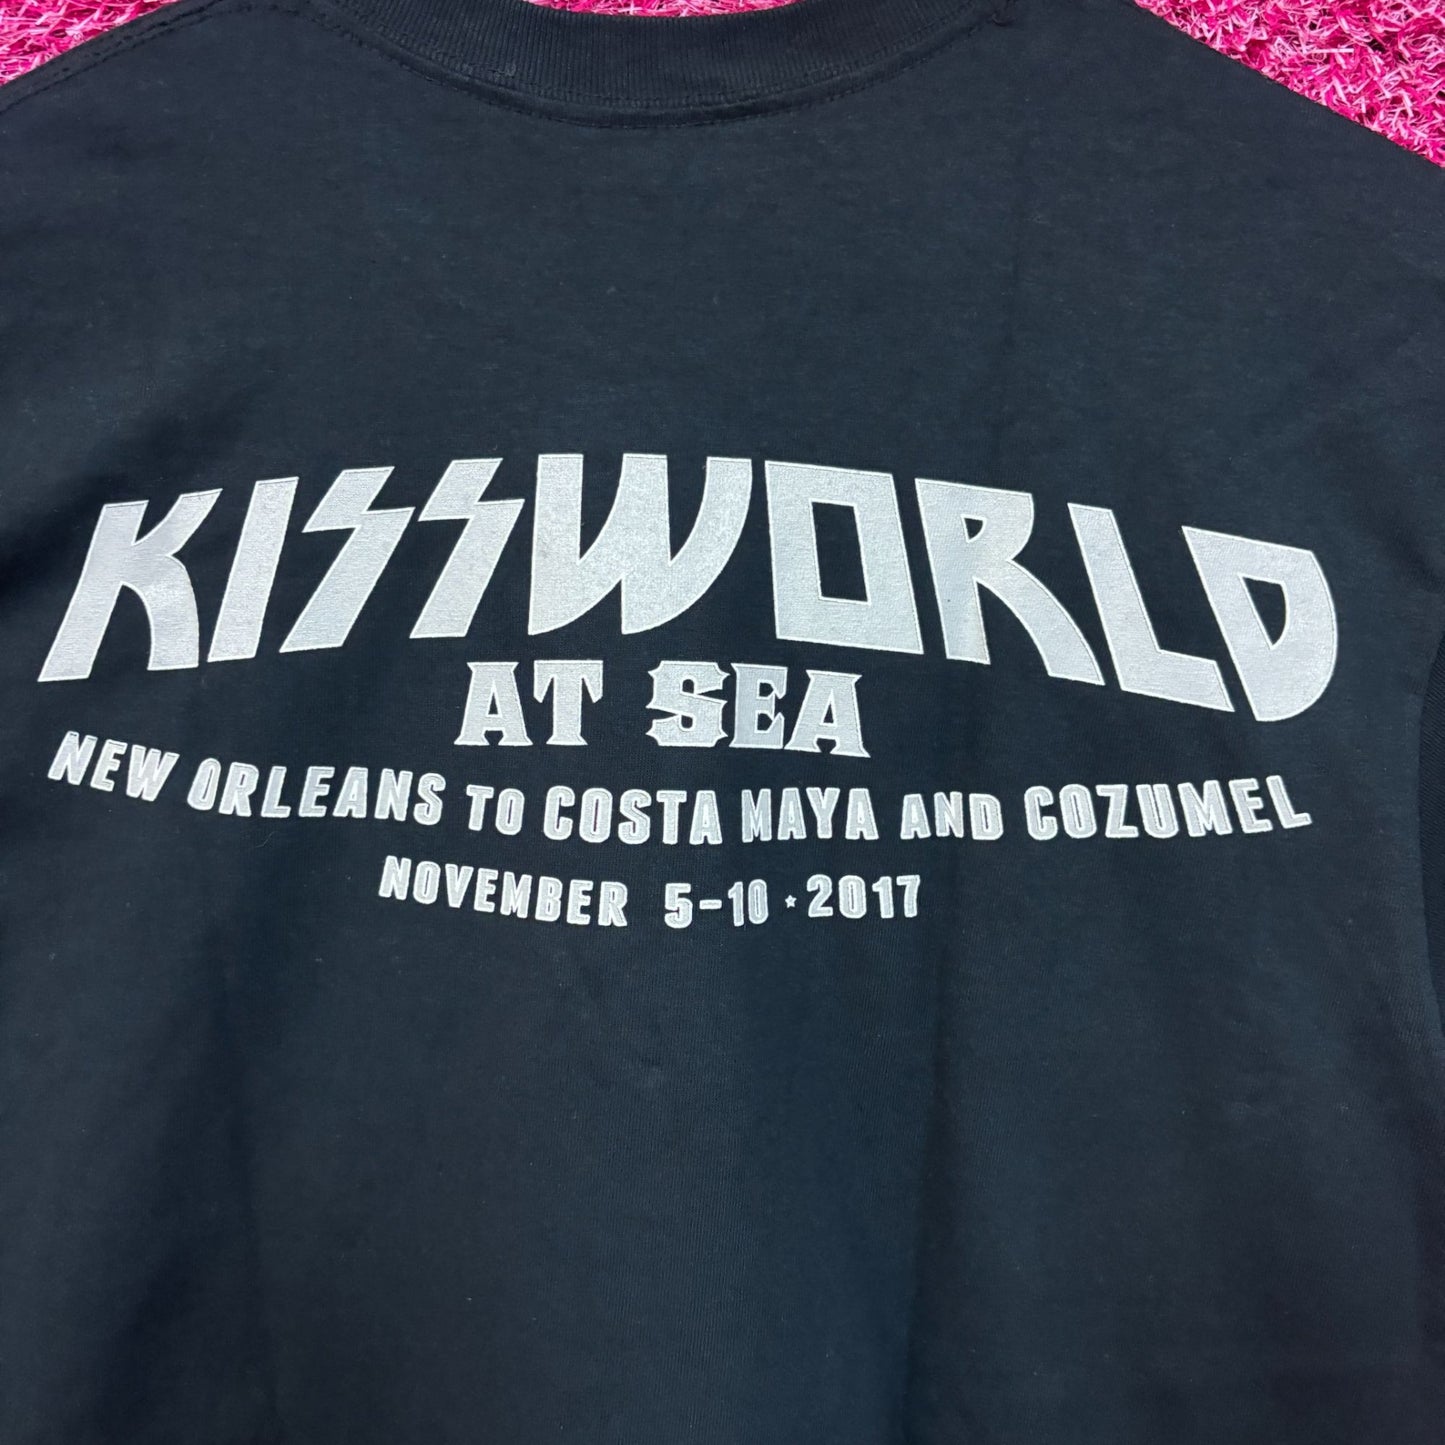 KISSWORLD
AT SEA
NEW ORLEANS TO COSTA MAYA AND COZUMEL
NOVEMBER 5-10 ★ 2017